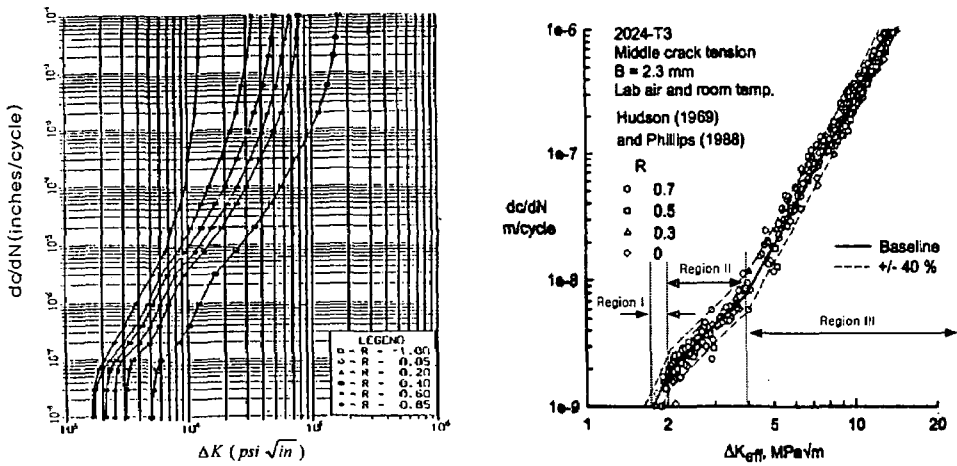 dc/dN (inches/cycle)
LEGEND
R - -1.00
R - 0.05
R - 0.20
R - 0.40
R - 0.60
R - 0.85
ΔK ( psi √in )
1e-6
1e-7
1e-8
1e-9
dc/dN
m/cycle
2024-T3
Middle crack tension
B = 2.3 mm
Lab air and room temp.
Hudson (1969)
and Phillips (1988)
R
0.7
0.5
0.3
0
Baseline
+/- 40 %
Region I
Region II
Region III
1 2 5 10 20
ΔKeff, MPa√m